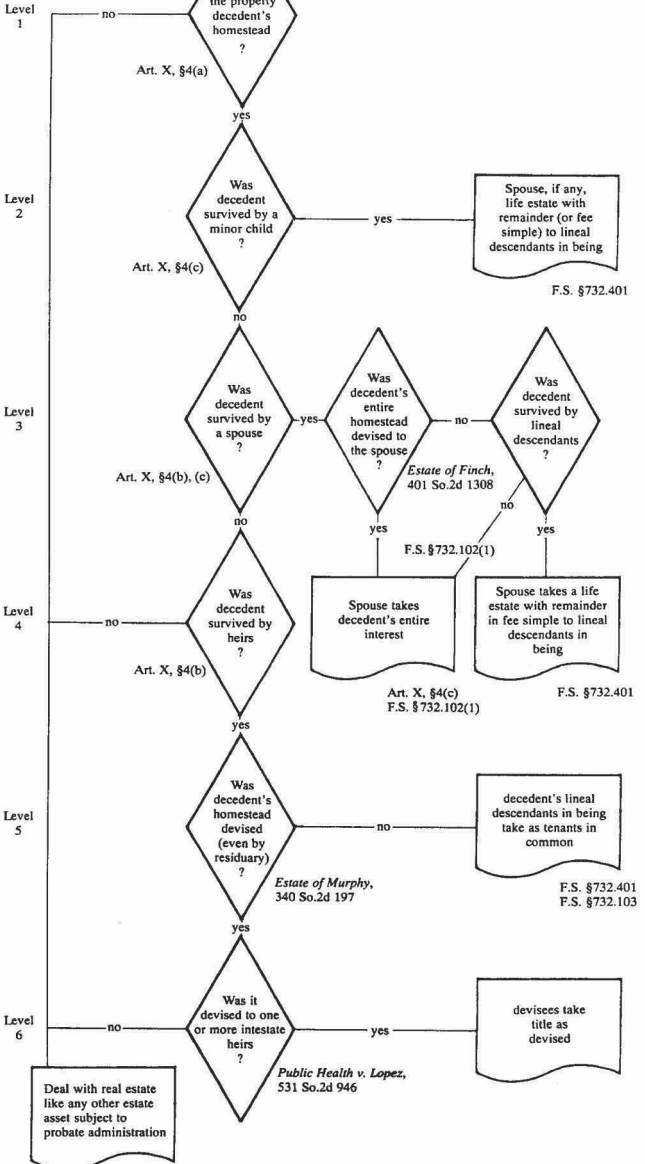 Level
1
no
the property
decedent's
homestead
?
Art. X, §4(a)
yes
Level
2
Was
decedent
survived by a
minor child
?
yes
Spouse, if any,
life estate with
remainder (or fee
simple) to lineal
descendants in being
Art. X, §4(c)
F.S. §732.401
no
Level
3
Was
decedent
survived by
a spouse
?
yes
Was
decedent's
entire
homestead
devised to
the spouse
?
no
Was
decedent
survived by
lineal
descendants
?
Art. X, §4(b), (c)
Estate of Finch,
401 So.2d 1308
no
yes
no
yes
F.S. §732.102(1)
Level
4
no
Was
decedent
survived by
heirs
?
Spouse takes
decedent's entire
interest
Spouse takes a life
estate with remainder
in fee simple to lineal
descendants in
being
Art. X, §4(b)
Art. X, §4(c)
F.S. §732.102(1)
F.S. §732.401
yes
Level
5
Was
decedent's
homestead
devised
(even by
residuary)
?
no
decedent's lineal
descendants in being
take as tenants in
common
Estate of Murphy,
340 So.2d 197
F.S. §732.401
F.S. §732.103
yes
Level
6
no
Was it
devised to one
or more intestate
heirs
?
yes
devisees take
title as
devised
Public Health v. Lopez,
531 So.2d 946
Deal with real estate
like any other estate
asset subject to
probate administration